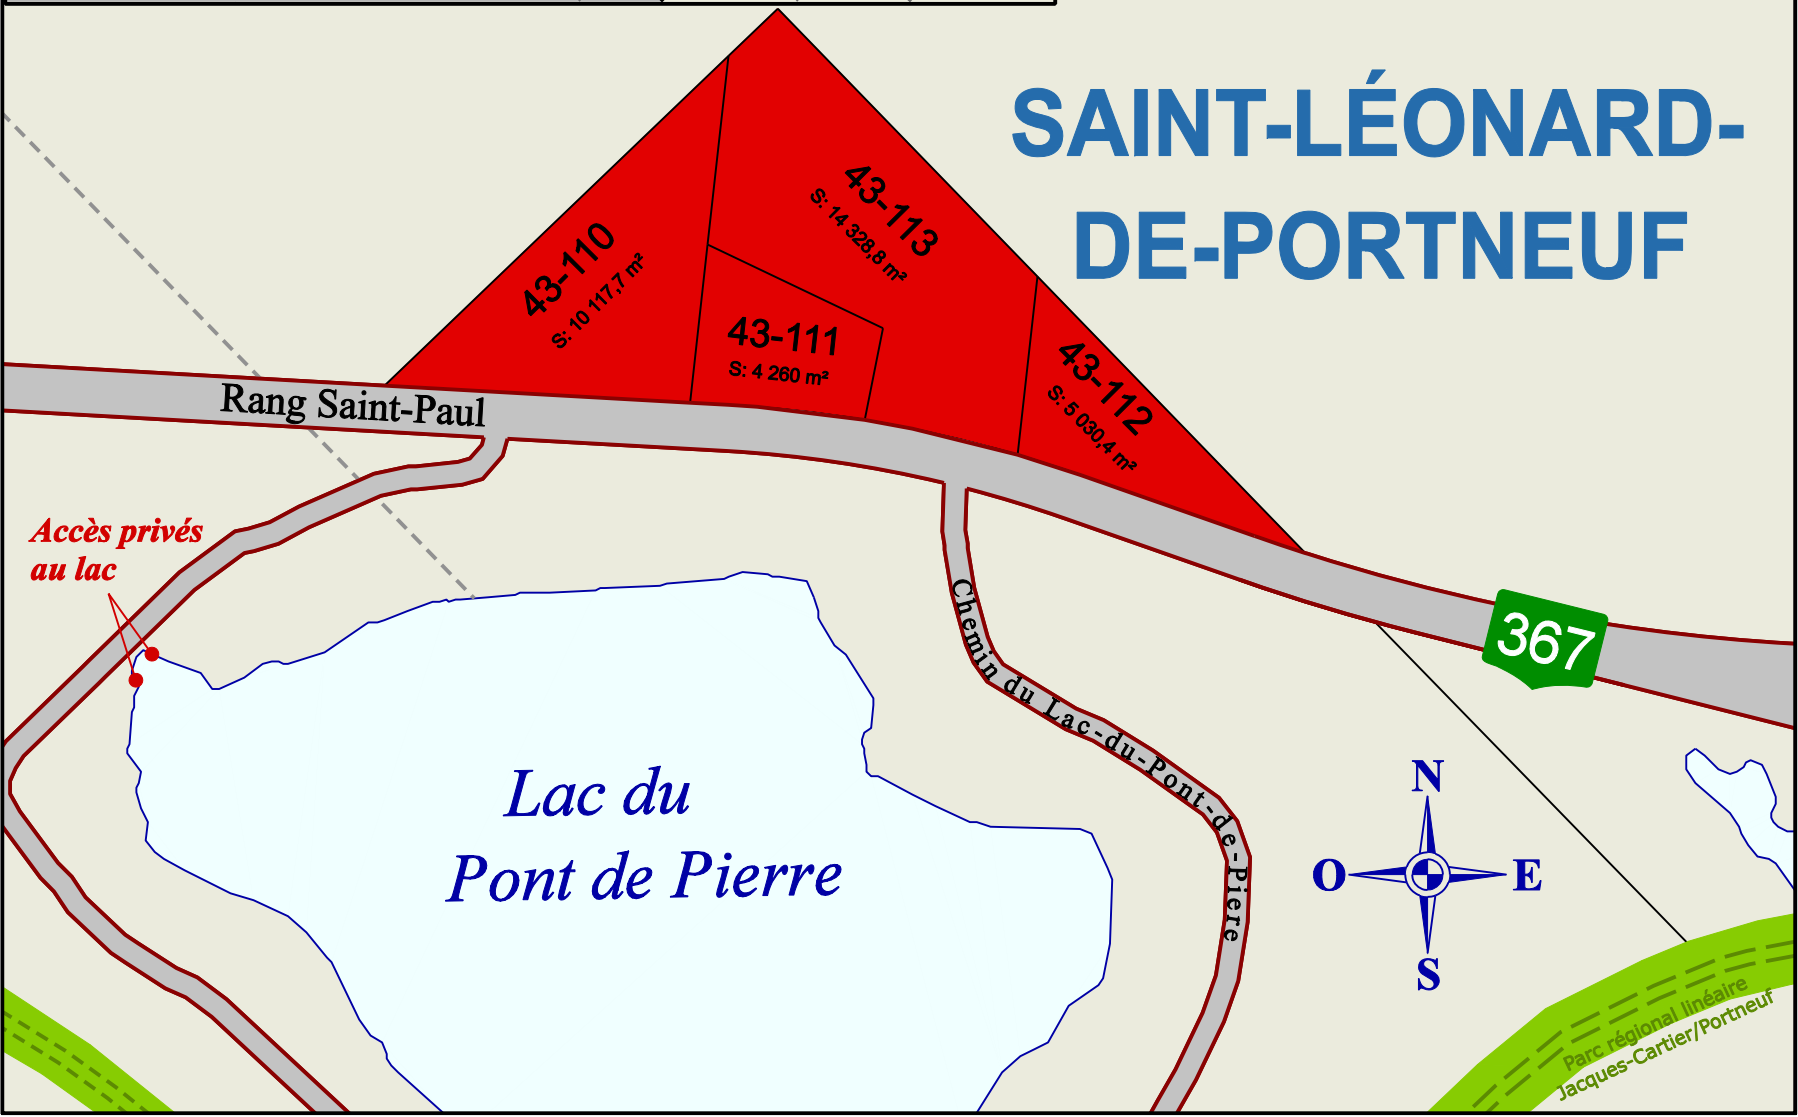 SAINT-LÉONARD-
DE-PORTNEUF
43-113
S: 14 328,8 m²
43-110
S: 10 117,7 m²
43-111
S: 4 260 m²
43-112
S: 5 030,4 m²
Rang Saint-Paul
Accès privés
au lac
Chemin du Lac-du-Pont-de-Piere
367
Lac du
Pont de Pierre
N
O
E
S
Parc régional linéaire
Jacques-Cartier/Portneuf